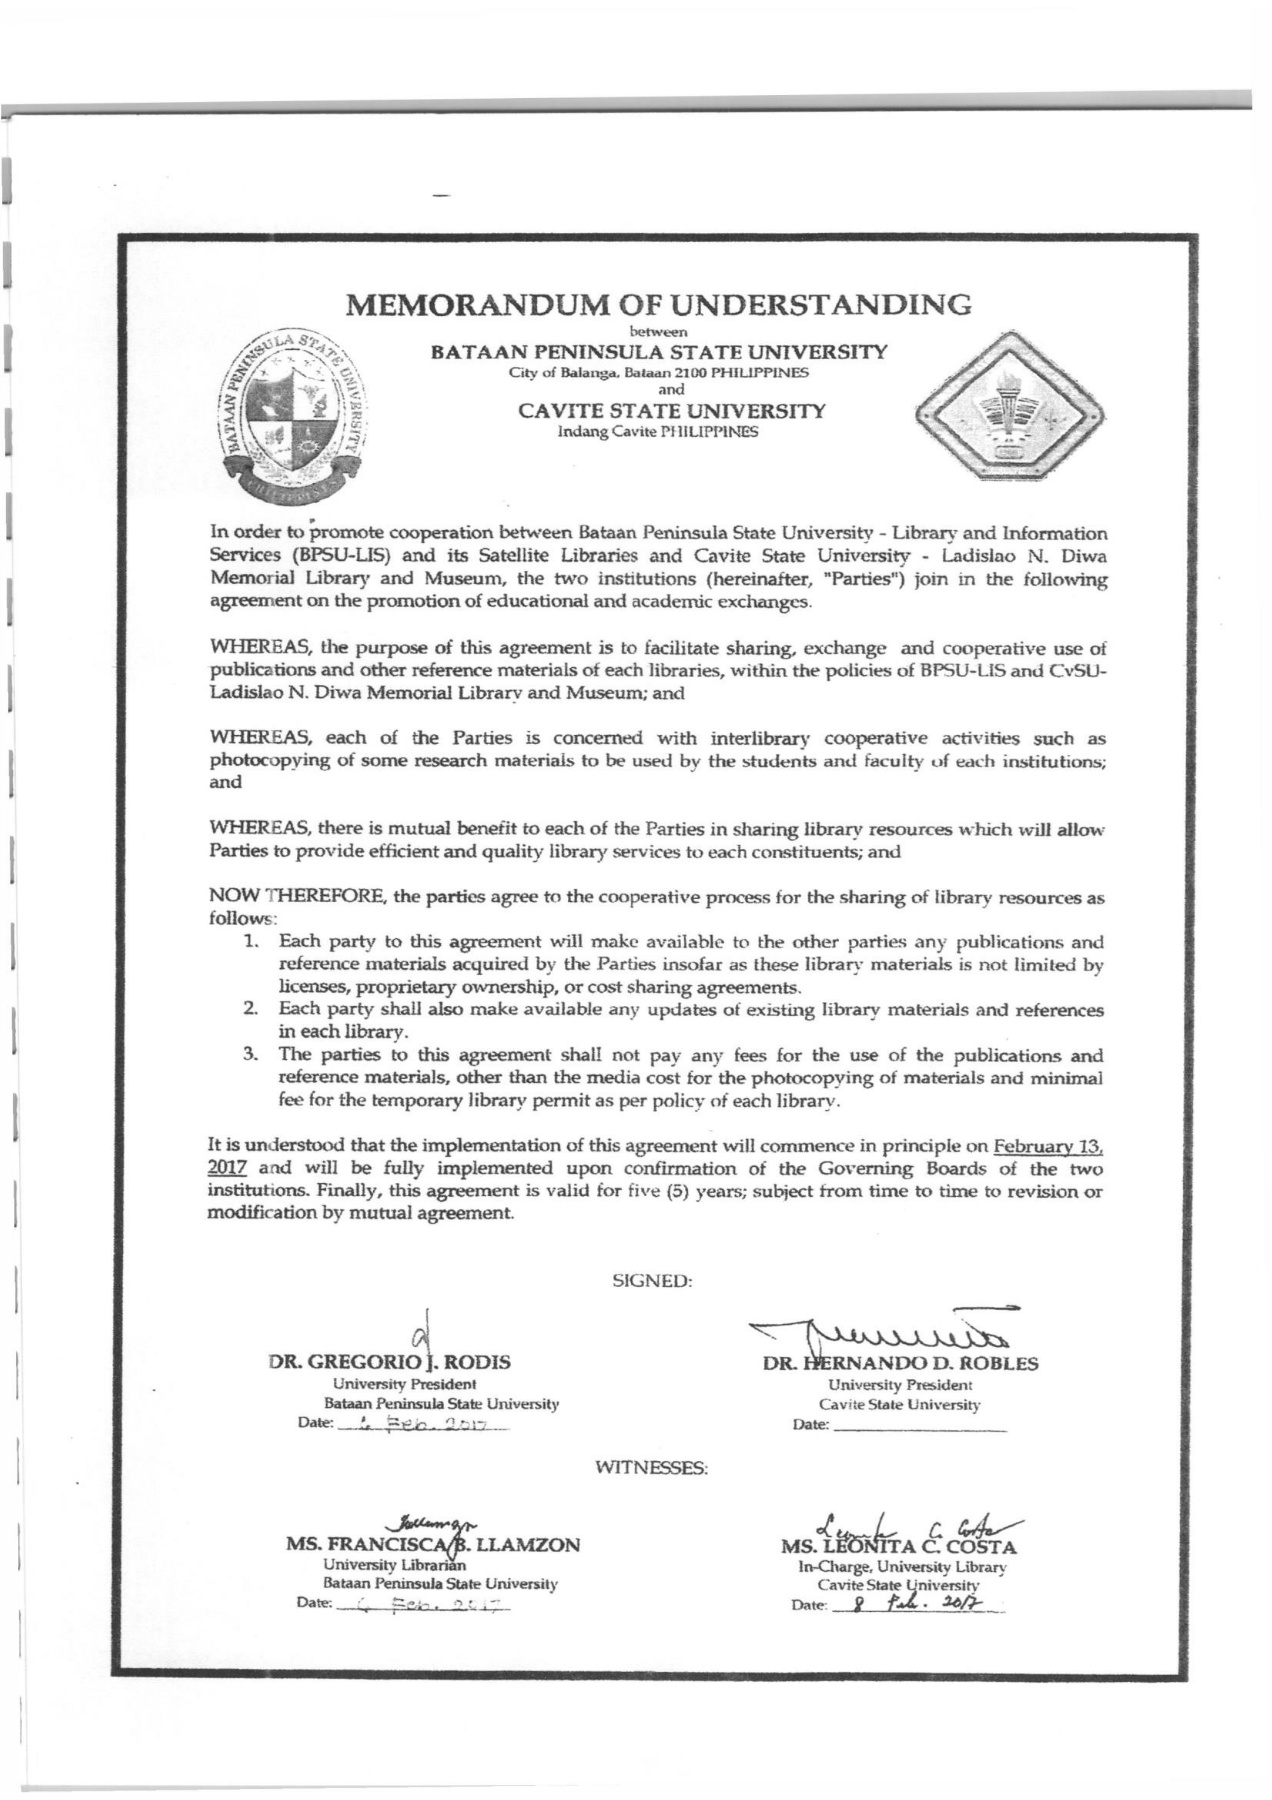 MEMORANDUM OF UNDERSTANDING
between
BATAAN PENINSULA STATE UNIVERSITY
City of Balanga, Bataan 2100 PHILIPPINES
and
CAVITE STATE UNIVERSITY
Indang Cavite PHILIPPINES
BATAAN PENINSULA STATE UNIVERSITY
PHILIPPINES
In order to promote cooperation between Bataan Peninsula State University - Library and Information
Services (BPSU-LIS) and its Satellite Libraries and Cavite State University - Ladislao N. Diwa
Memorial Library and Museum, the two institutions (hereinafter, "Parties") join in the following
agreement on the promotion of educational and academic exchanges.
WHEREAS, the purpose of this agreement is to facilitate sharing, exchange and cooperative use of
publications and other reference materials of each libraries, within the policies of BPSU-LIS and CvSU-
Ladislao N. Diwa Memorial Library and Museum; and
WHEREAS, each of the Parties is concerned with interlibrary cooperative activities such as
photocopying of some research materials to be used by the students and faculty of each institutions;
and
WHEREAS, there is mutual benefit to each of the Parties in sharing library resources which will allow
Parties to provide efficient and quality library services to each constituents; and
NOW THEREFORE, the parties agree to the cooperative process for the sharing of library resources as
follows:
1. Each party to this agreement will make available to the other parties any publications and
reference materials acquired by the Parties insofar as these library materials is not limited by
licenses, proprietary ownership, or cost sharing agreements.
2. Each party shall also make available any updates of existing library materials and references
in each library.
3. The parties to this agreement shall not pay any fees for the use of the publications and
reference materials, other than the media cost for the photocopying of materials and minimal
fee for the temporary library permit as per policy of each library.
It is understood that the implementation of this agreement will commence in principle on February 13,
2017 and will be fully implemented upon confirmation of the Governing Boards of the two
institutions. Finally, this agreement is valid for five (5) years; subject from time to time to revision or
modification by mutual agreement.
SIGNED:
DR. GREGORIO J. RODIS
University President
Bataan Peninsula State University
Date: Feb. 2017
DR. HERNANDO D. ROBLES
University President
Cavite State University
Date:
WITNESSES:
MS. FRANCISCA B. LLAMZON
University Librarian
Bataan Peninsula State University
Date: Feb. 2017
MS. LEONITA C. COSTA
In-Charge, University Library
Cavite State University
Date: 8 Feb. 2017